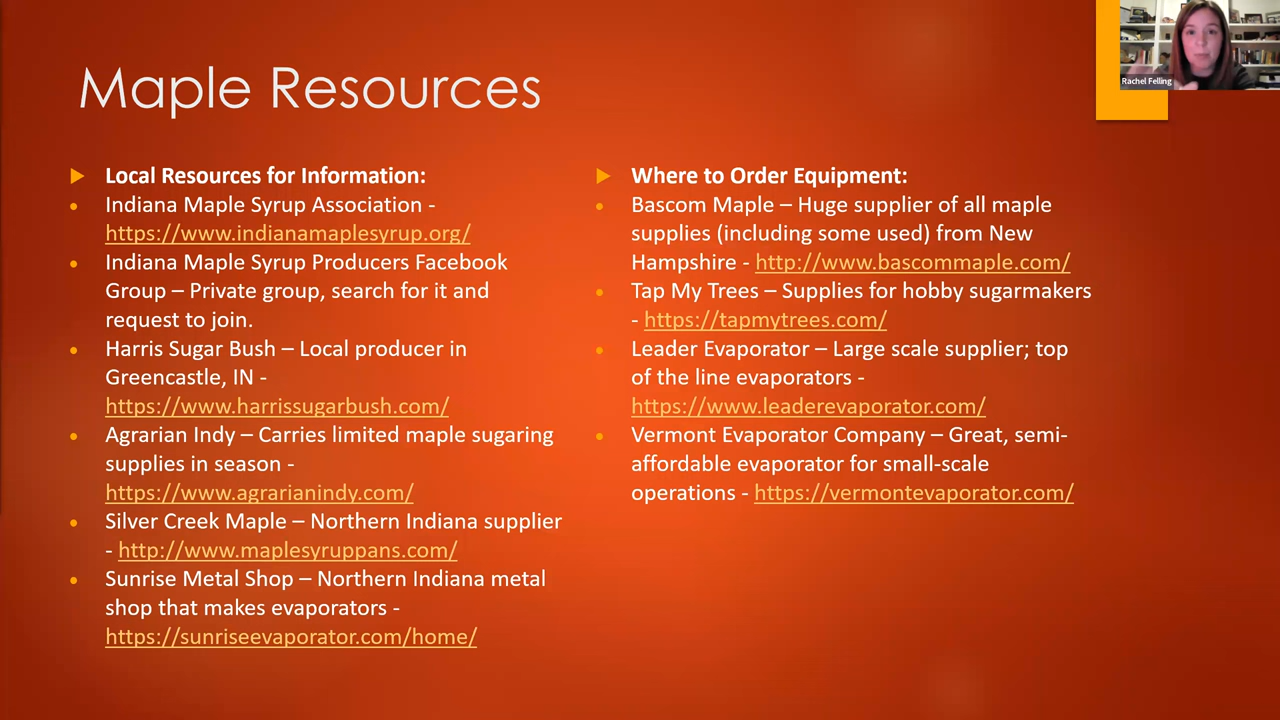 Maple Resources
Rachel Felling
Local Resources for Information:
Indiana Maple Syrup Association -
https://www.indianamaplesyrup.org/
Indiana Maple Syrup Producers Facebook
Group – Private group, search for it and
request to join.
Harris Sugar Bush – Local producer in
Greencastle, IN -
https://www.harrissugarbush.com/
Agrarian Indy – Carries limited maple sugaring
supplies in season -
https://www.agrarianindy.com/
Silver Creek Maple – Northern Indiana supplier
- http://www.maplesyruppans.com/
Sunrise Metal Shop – Northern Indiana metal
shop that makes evaporators -
https://sunriseevaporator.com/home/
Where to Order Equipment:
Bascom Maple – Huge supplier of all maple
supplies (including some used) from New
Hampshire - http://www.bascommaple.com/
Tap My Trees – Supplies for hobby sugarmakers
- https://tapmytrees.com/
Leader Evaporator – Large scale supplier; top
of the line evaporators -
https://www.leaderevaporator.com/
Vermont Evaporator Company – Great, semi-
affordable evaporator for small-scale
operations - https://vermontevaporator.com/